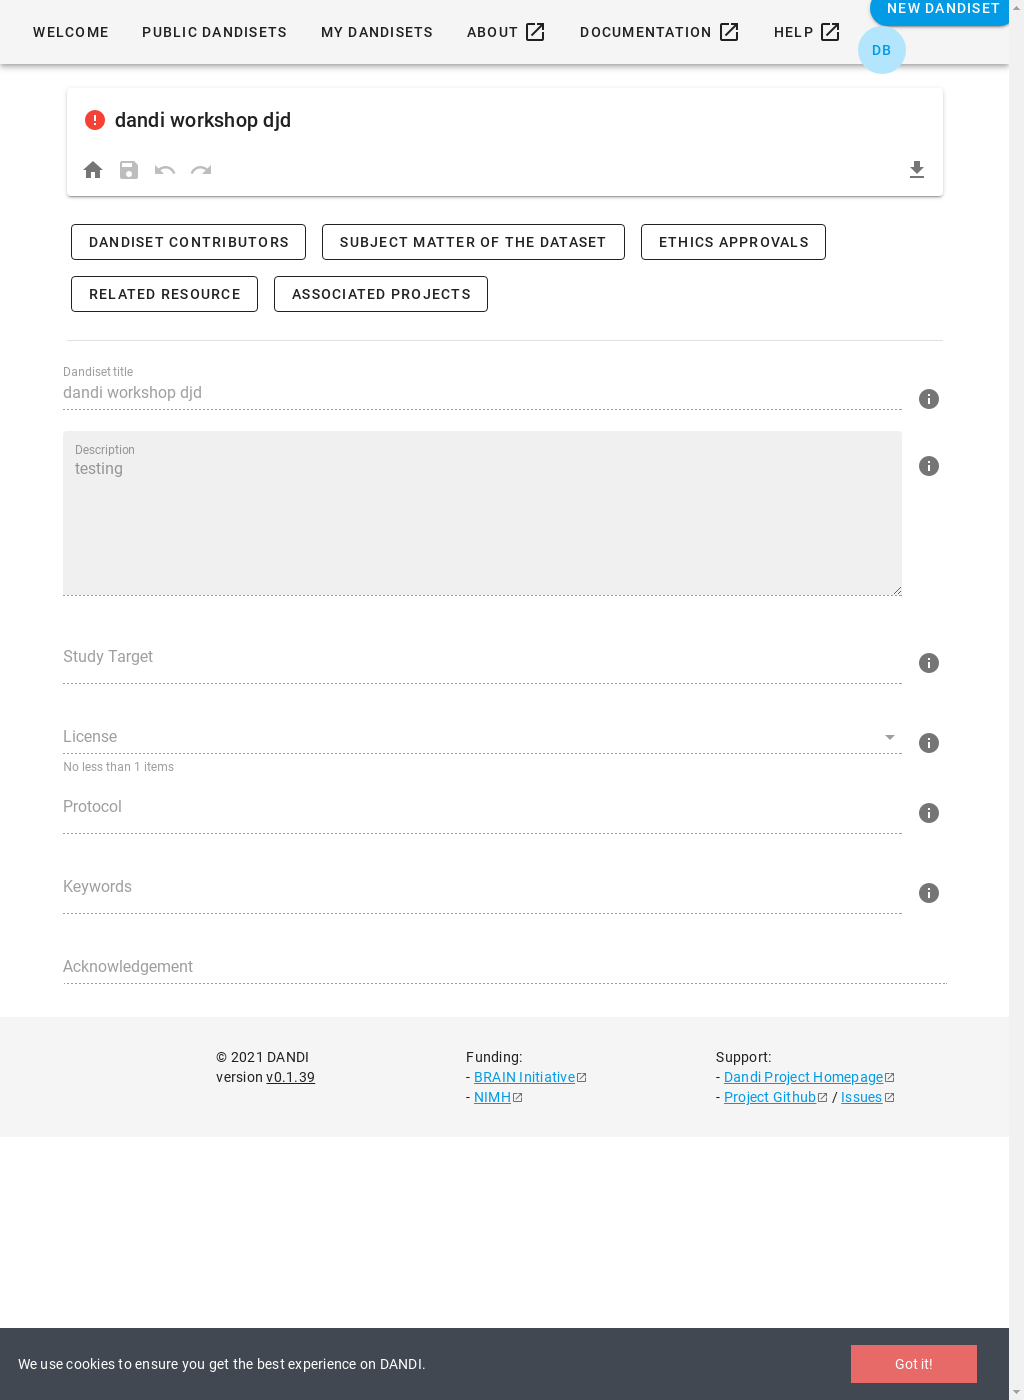 WELCOME PUBLIC DANDISETS MY DANDISETS ABOUT DOCUMENTATION HELP NEW DANDISET
DB
dandi workshop djd
DANDISET CONTRIBUTORS SUBJECT MATTER OF THE DATASET ETHICS APPROVALS
RELATED RESOURCE ASSOCIATED PROJECTS
Dandiset title
dandi workshop djd
Description
testing
Study Target
License
No less than 1 items
Protocol
Keywords
Acknowledgement
© 2021 DANDI
version v0.1.39
Funding:
- BRAIN Initiative
- NIMH
Support:
- Dandi Project Homepage
- Project Github / Issues
We use cookies to ensure you get the best experience on DANDI. Got it!